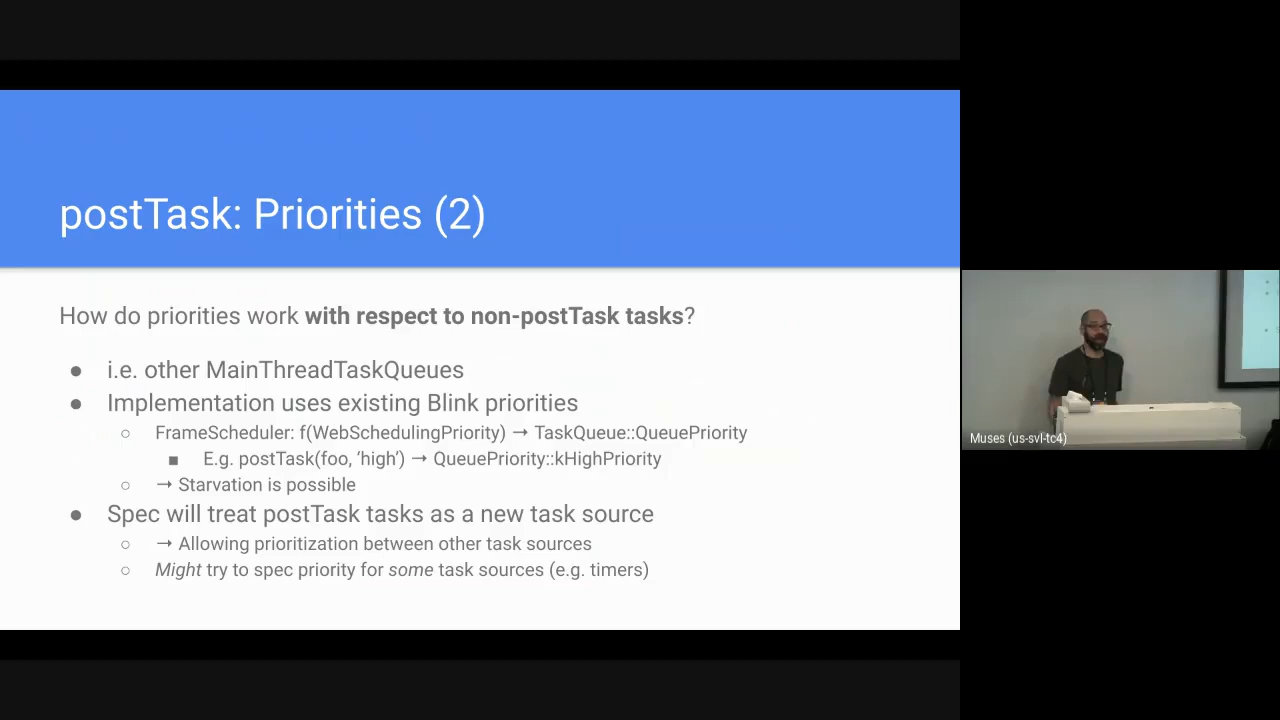 postTask: Priorities (2)
How do priorities work with respect to non-postTask tasks?
● i.e. other MainThreadTaskQueues
● Implementation uses existing Blink priorities
○ FrameScheduler: f(WebSchedulingPriority) → TaskQueue::QueuePriority
■ E.g. postTask(foo, ‘high’) → QueuePriority::kHighPriority
○ → Starvation is possible
● Spec will treat postTask tasks as a new task source
○ → Allowing prioritization between other task sources
○ Might try to spec priority for some task sources (e.g. timers)
Muses (us-svl-tc4)